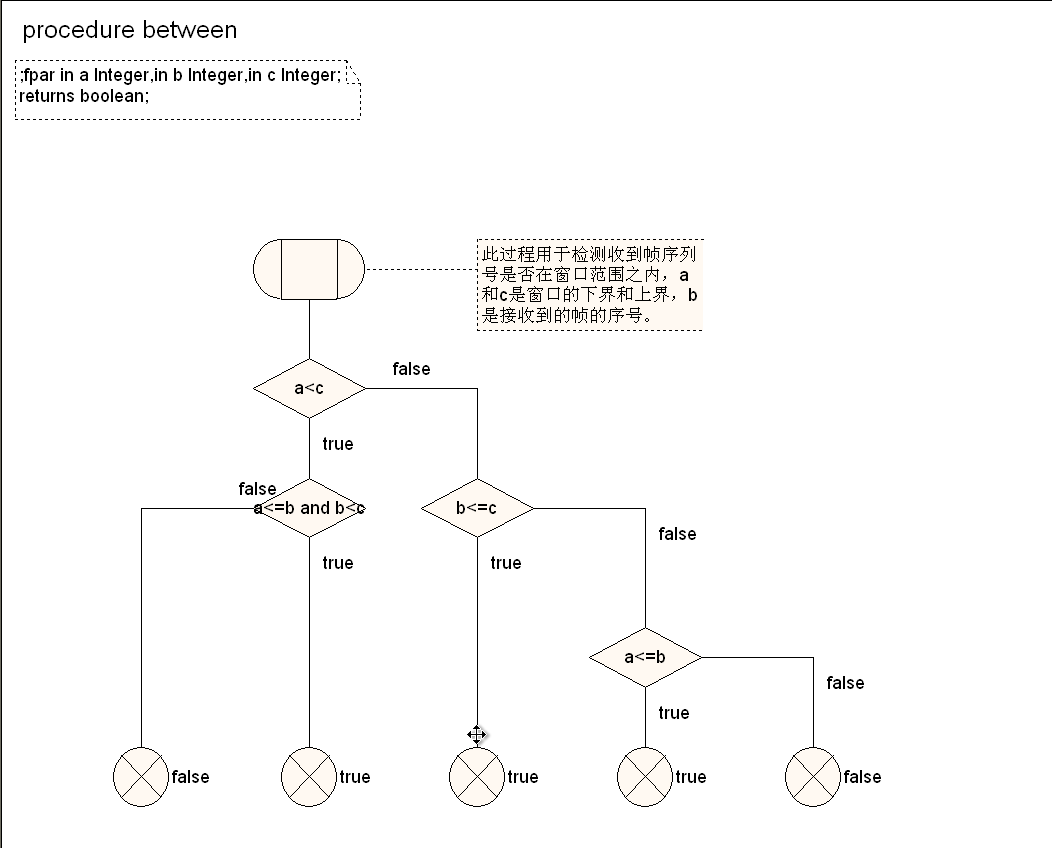 procedure between
;fpar in a Integer,in b Integer,in c Integer;
returns boolean;
此过程用于检测收到帧序列
号是否在窗口范围之内，a
和c是窗口的下界和上界，b
是接收到的帧的序号。
a<c
false
true
false
a<=b and b<c
b<=c
false
true
true
a<=b
false
true
false
true
true
true
false